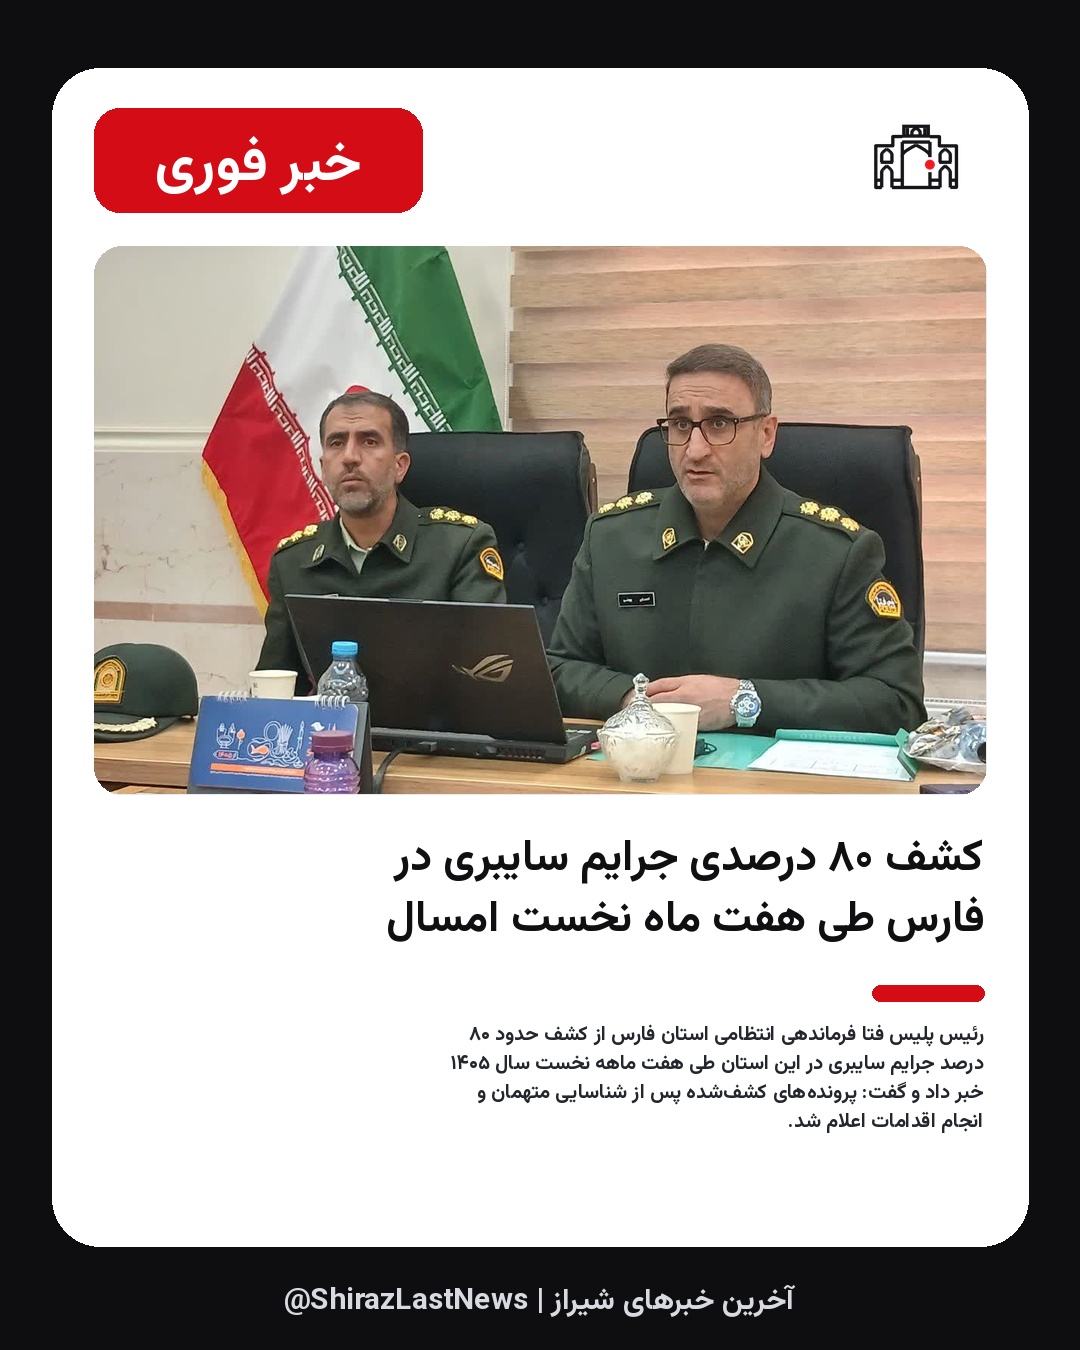 خبر فوری
کشف ۸۰ درصدی جرایم سایبری در
فارس طی هفت ماه نخست امسال
رئیس پلیس فتا فرماندهی انتظامی استان فارس از کشف حدود ۸۰
درصد جرایم سایبری در این استان طی هفت ماهه نخست سال ۱۴۰۵
خبر داد و گفت: پرونده‌های کشف‌شده پس از شناسایی متهمان و
انجام اقدامات اعلام شد.
آخرین خبرهای شیراز | @ShirazLastNews